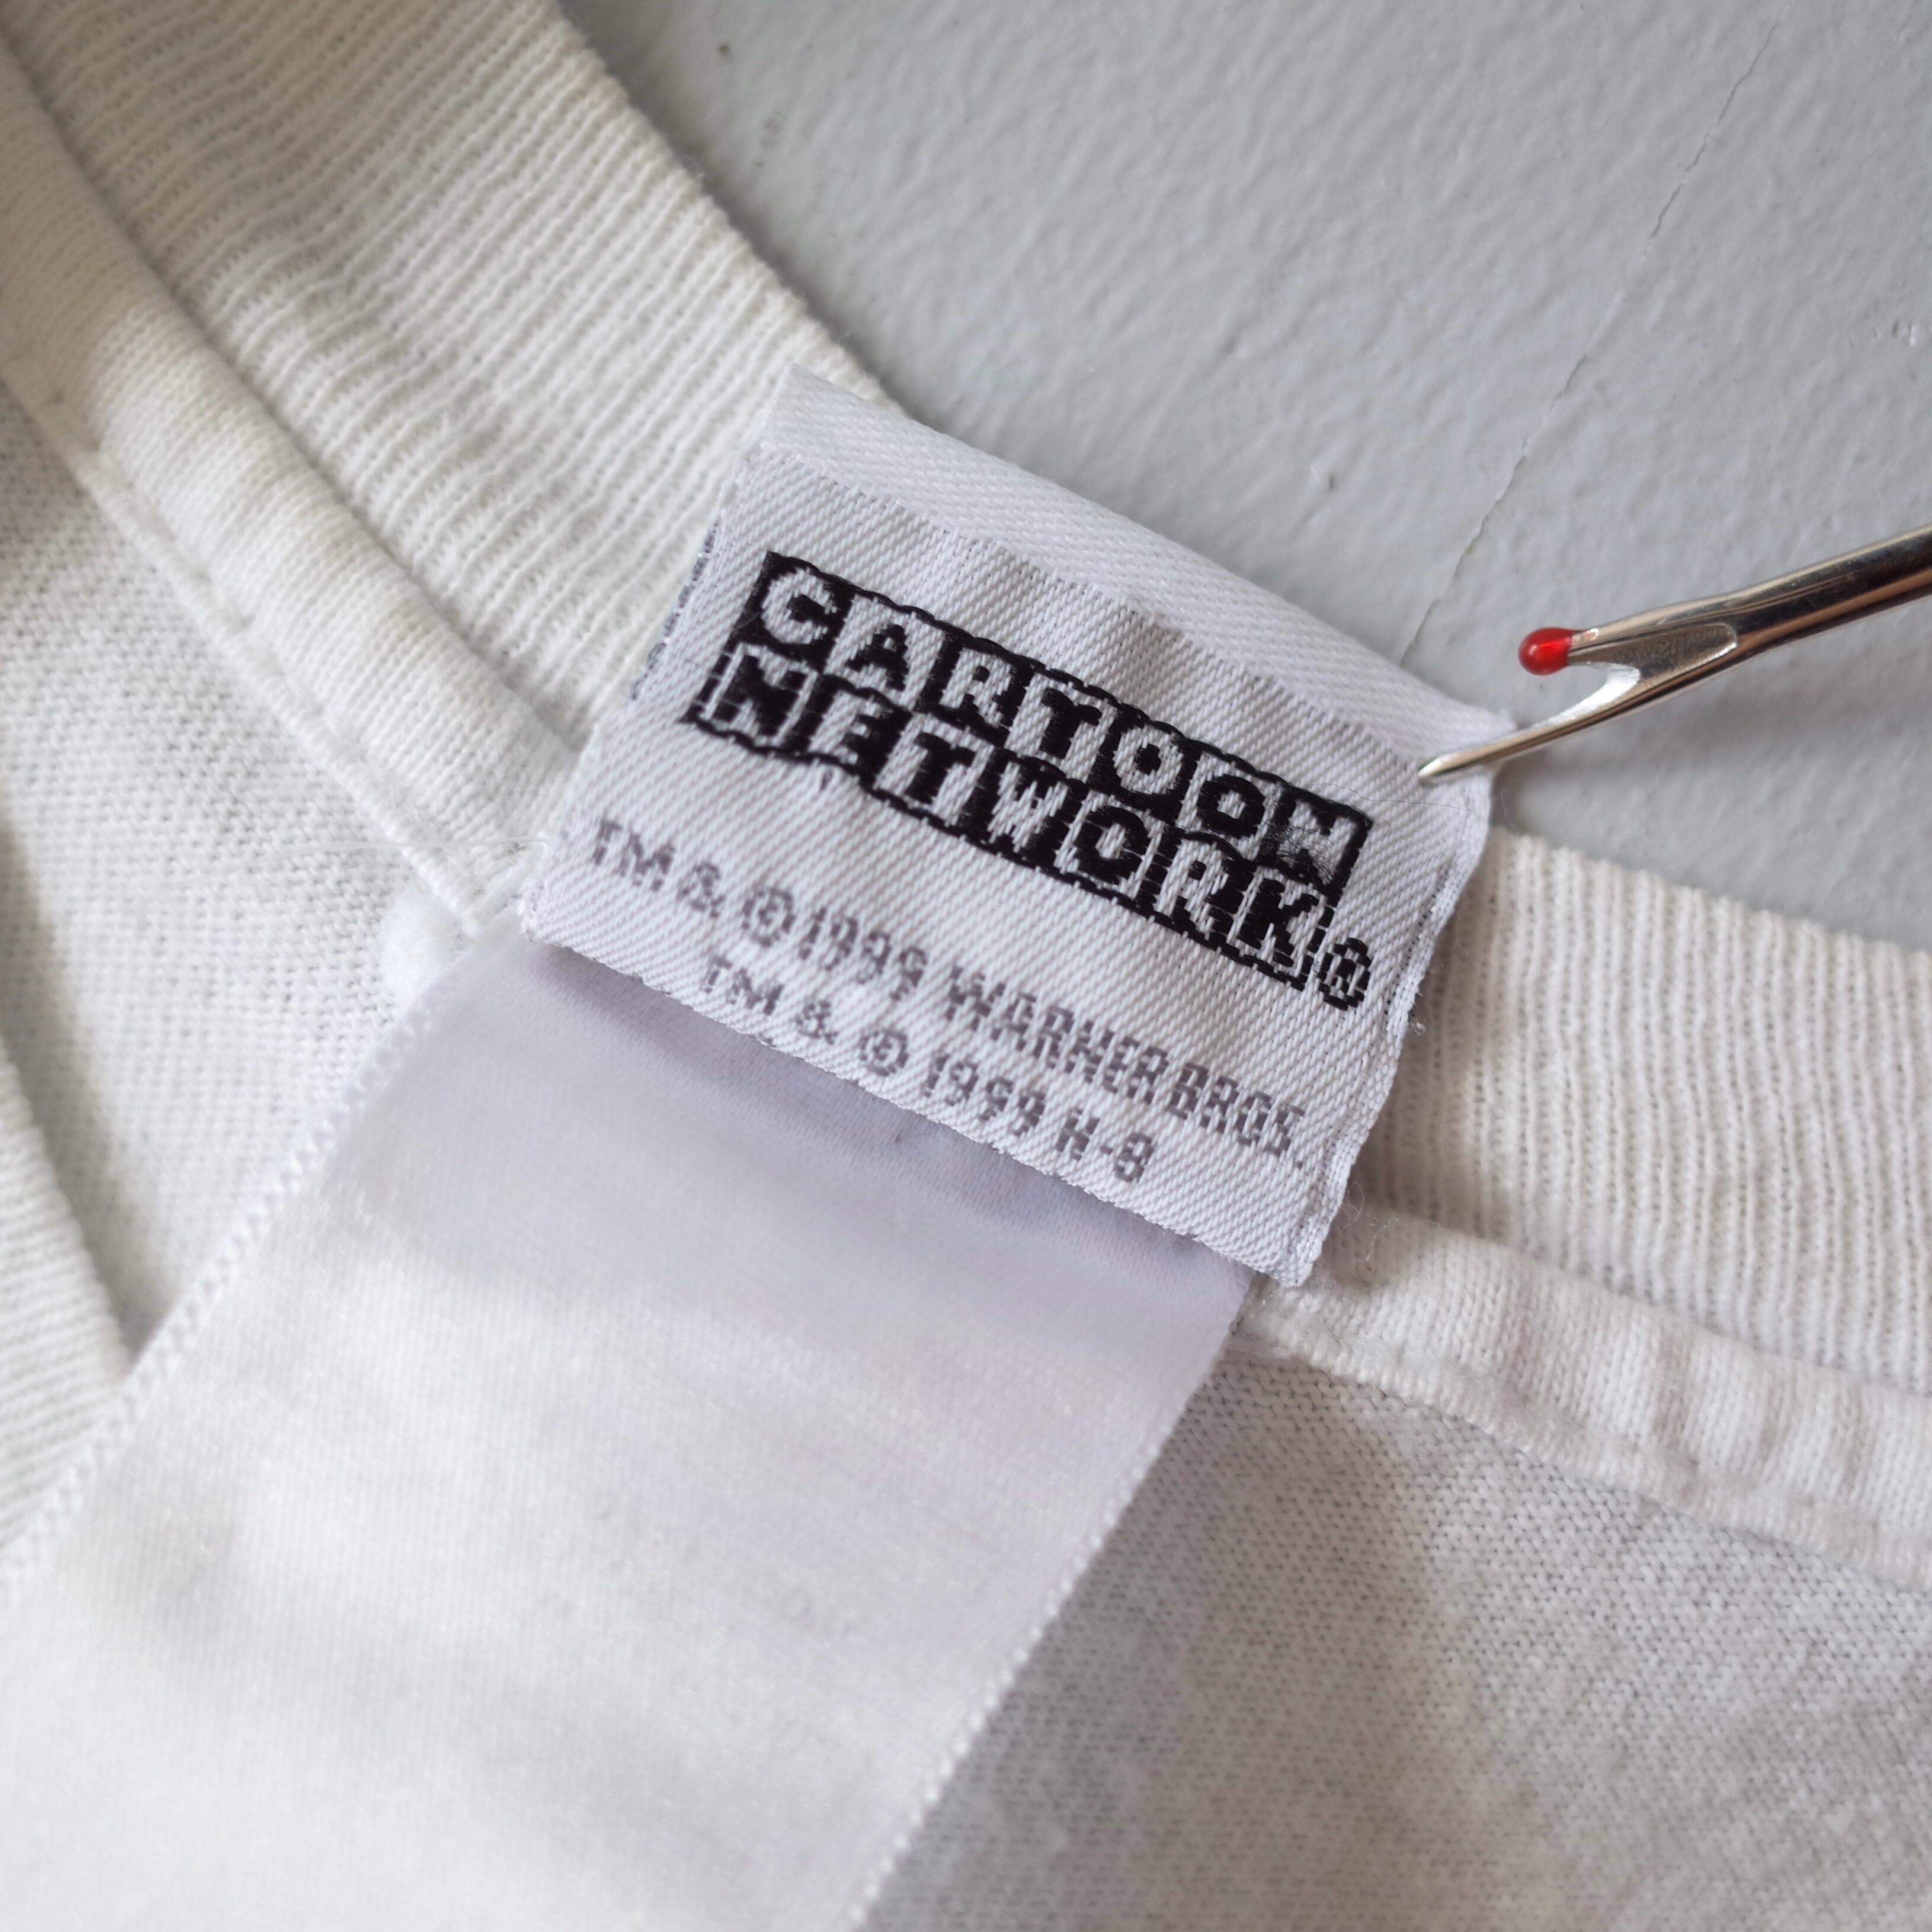 CARTOON
NETWORK®
TM & © 1999 WARNER BROS.
TM & © 1999 H-B